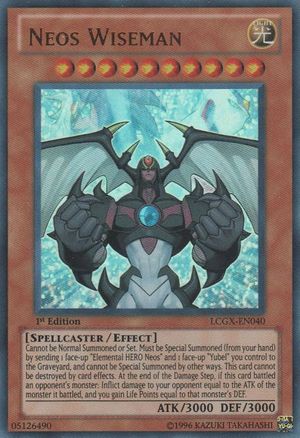 NEOS WISEMAN
LIGHT
光
1st Edition
LCGX-EN040
[SPELLCASTER / EFFECT]
Cannot be Normal Summoned or Set. Must be Special Summoned (from your hand)
by sending 1 face-up "Elemental HERO Neos" and 1 face-up "Yubel" you control to
the Graveyard, and cannot be Special Summoned by other ways. This card cannot
be destroyed by card effects. At the end of the Damage Step, if this card battled
an opponent's monster: Inflict damage to your opponent equal to the ATK of the
monster it battled, and you gain Life Points equal to that monster's DEF.
ATK/3000 DEF/3000
05126490
©1996 KAZUKI TAKAHASHI